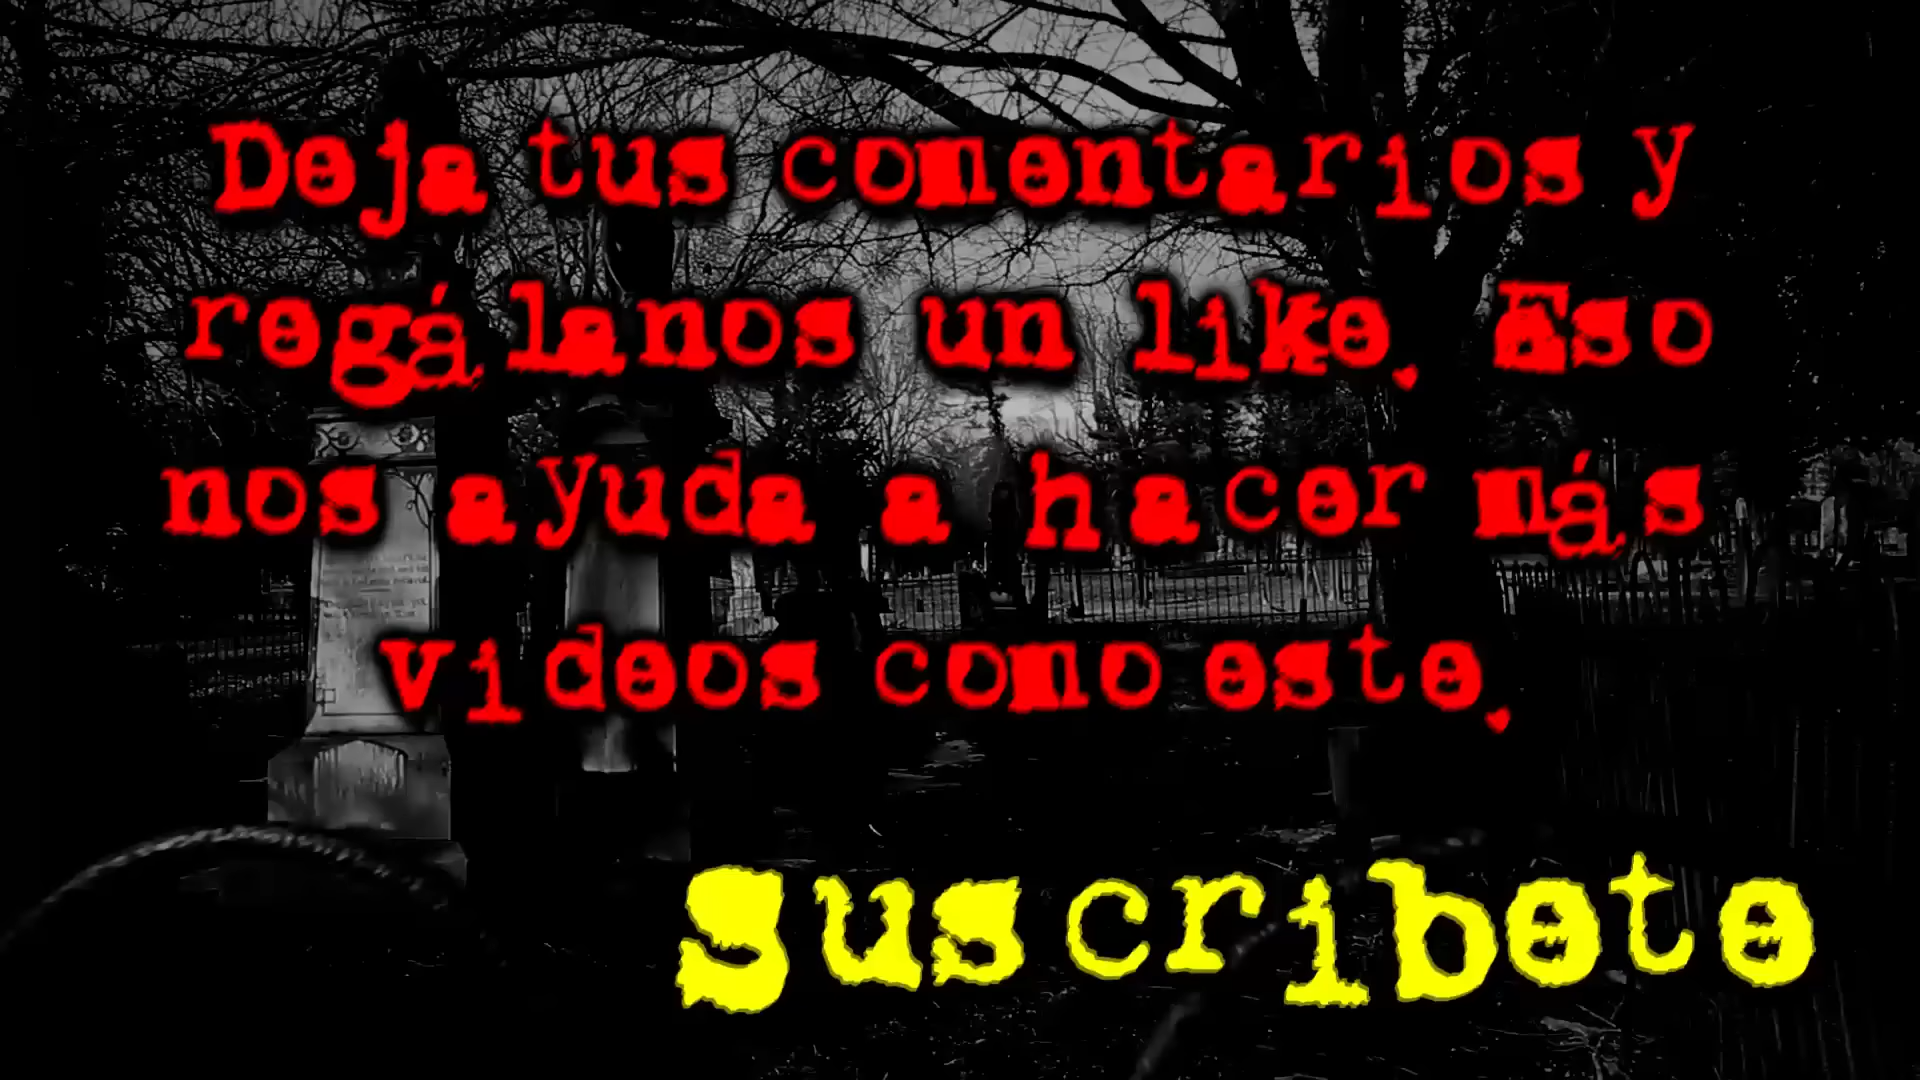 Deja tus comentarios y
regálanos un like. Eso
nos ayuda a hacer más
videos como este.
Suscribete